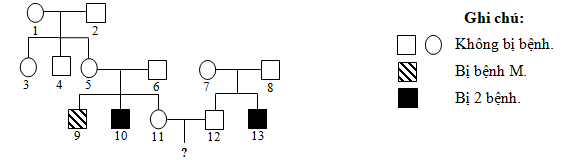 Ghi chú:
1 2
Không bị bệnh.
3 4 5 6 7 8
Bị bệnh M.
9 10 11 12 13
Bị 2 bệnh.
?